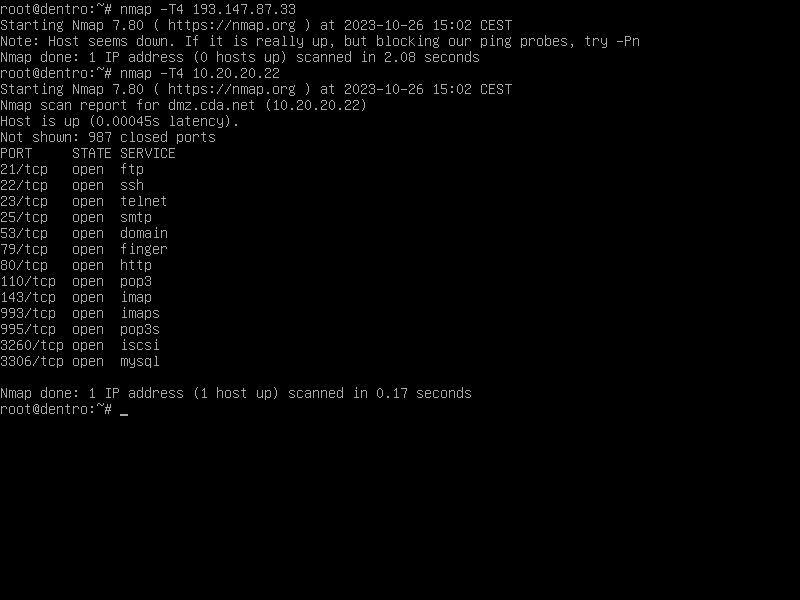 root@dentro:~# nmap -T4 193.147.87.33
Starting Nmap 7.80 ( https://nmap.org ) at 2023-10-26 15:02 CEST
Note: Host seems down. If it is really up, but blocking our ping probes, try -Pn
Nmap done: 1 IP address (0 hosts up) scanned in 2.08 seconds
root@dentro:~# nmap -T4 10.20.20.22
Starting Nmap 7.80 ( https://nmap.org ) at 2023-10-26 15:02 CEST
Nmap scan report for dmz.cda.net (10.20.20.22)
Host is up (0.00045s latency).
Not shown: 987 closed ports
PORT     STATE SERVICE
21/tcp   open  ftp
22/tcp   open  ssh
23/tcp   open  telnet
25/tcp   open  smtp
53/tcp   open  domain
79/tcp   open  finger
80/tcp   open  http
110/tcp  open  pop3
143/tcp  open  imap
993/tcp  open  imaps
995/tcp  open  pop3s
3260/tcp open  iscsi
3306/tcp open  mysql
Nmap done: 1 IP address (1 host up) scanned in 0.17 seconds
root@dentro:~# _